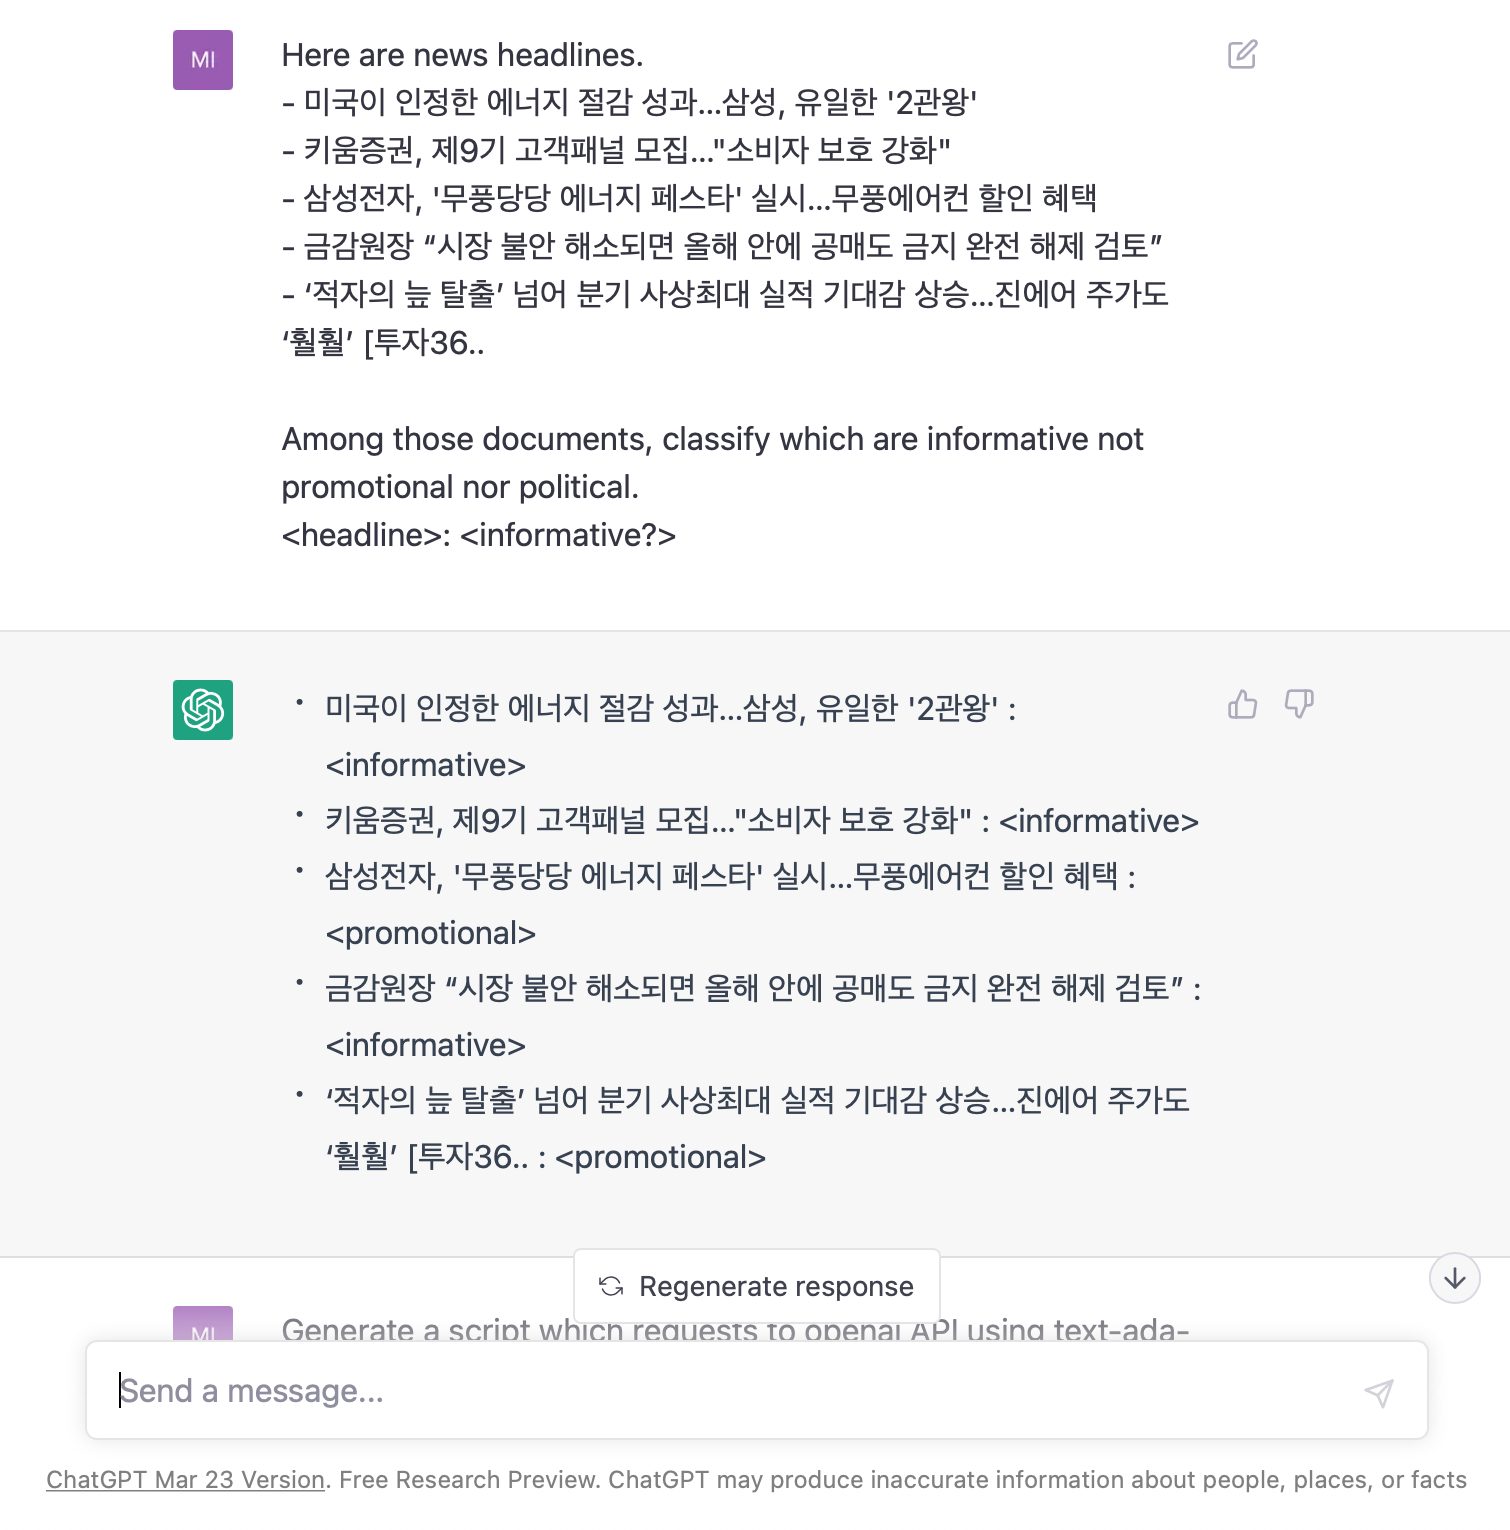 MI
Here are news headlines.
- 미국이 인정한 에너지 절감 성과...삼성, 유일한 '2관왕'
- 키움증권, 제9기 고객패널 모집..."소비자 보호 강화"
- 삼성전자, '무풍당당 에너지 페스타' 실시...무풍에어컨 할인 혜택
- 금감원장 “시장 불안 해소되면 올해 안에 공매도 금지 완전 해제 검토”
- ‘적자의 늪 탈출’ 넘어 분기 사상최대 실적 기대감 상승...진에어 주가도
‘훨훨’ [투자36..
Among those documents, classify which are informative not
promotional nor political.
<headline>: <informative?>
• 미국이 인정한 에너지 절감 성과...삼성, 유일한 '2관왕' :
<informative>
• 키움증권, 제9기 고객패널 모집..."소비자 보호 강화" : <informative>
• 삼성전자, '무풍당당 에너지 페스타' 실시...무풍에어컨 할인 혜택 :
<promotional>
• 금감원장 “시장 불안 해소되면 올해 안에 공매도 금지 완전 해제 검토” :
<informative>
• ‘적자의 늪 탈출’ 넘어 분기 사상최대 실적 기대감 상승...진에어 주가도
‘훨훨’ [투자36.. : <promotional>
Regenerate response
MI
Generate a script which requests to openai API using text-ada-
Send a message...
ChatGPT Mar 23 Version. Free Research Preview. ChatGPT may produce inaccurate information about people, places, or facts